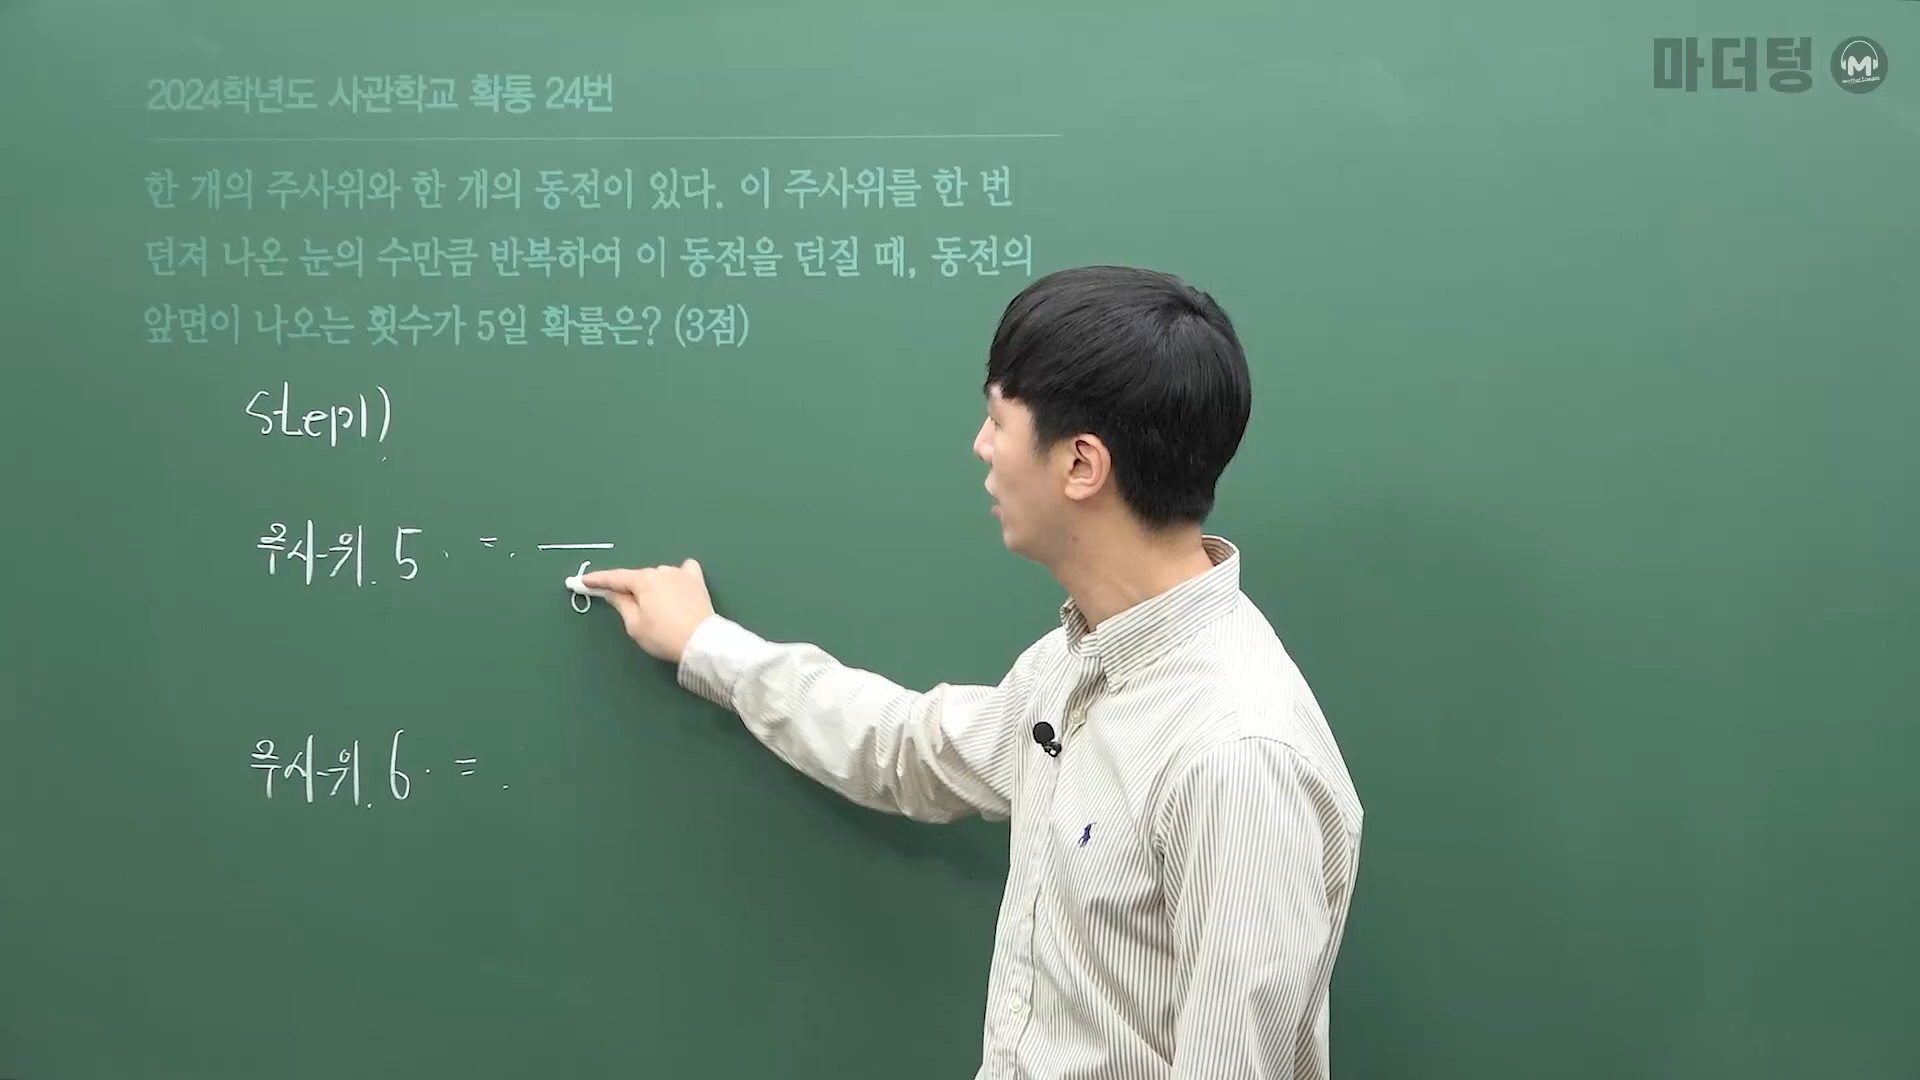 마더텅 M
2024학년도 사관학교 확통 24번
한 개의 주사위와 한 개의 동전이 있다. 이 주사위를 한 번
던져 나온 눈의 수만큼 반복하여 이 동전을 던질 때, 동전의
앞면이 나오는 횟수가 5일 확률은? (3점)
Step1)
주사위 5 =
6
주사위 6 =